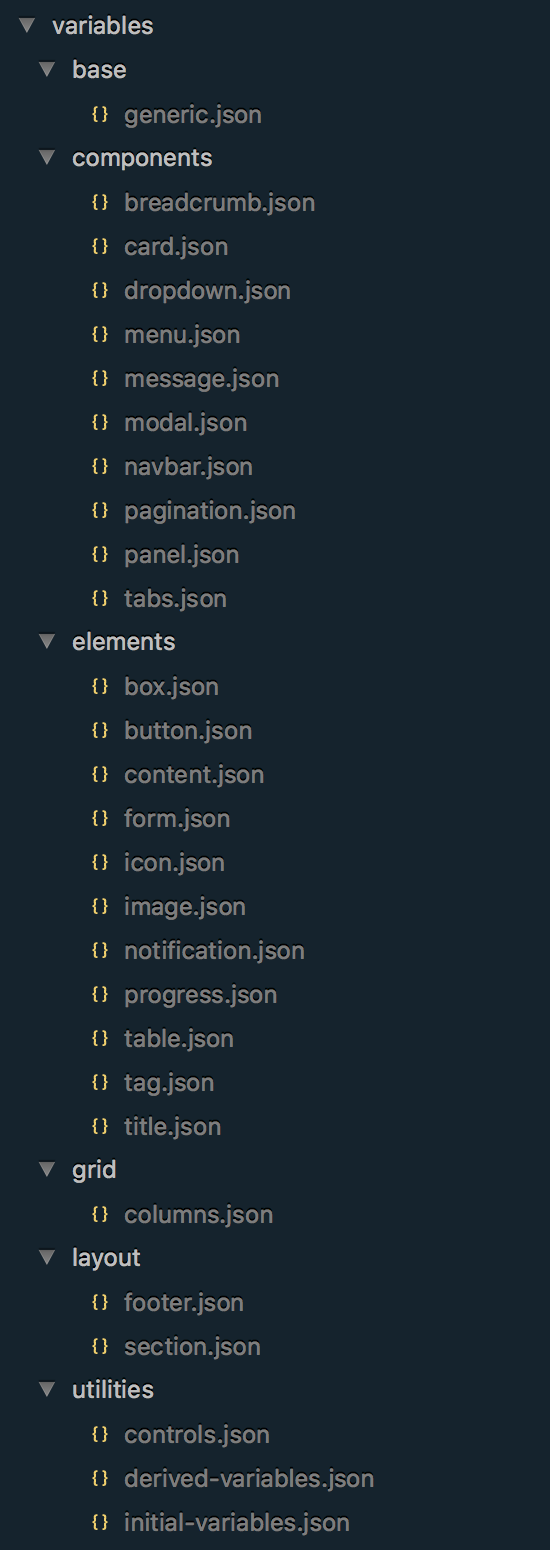 variables
base
{} generic.json
components
{} breadcrumb.json
{} card.json
{} dropdown.json
{} menu.json
{} message.json
{} modal.json
{} navbar.json
{} pagination.json
{} panel.json
{} tabs.json
elements
{} box.json
{} button.json
{} content.json
{} form.json
{} icon.json
{} image.json
{} notification.json
{} progress.json
{} table.json
{} tag.json
{} title.json
grid
{} columns.json
layout
{} footer.json
{} section.json
utilities
{} controls.json
{} derived-variables.json
{} initial-variables.json